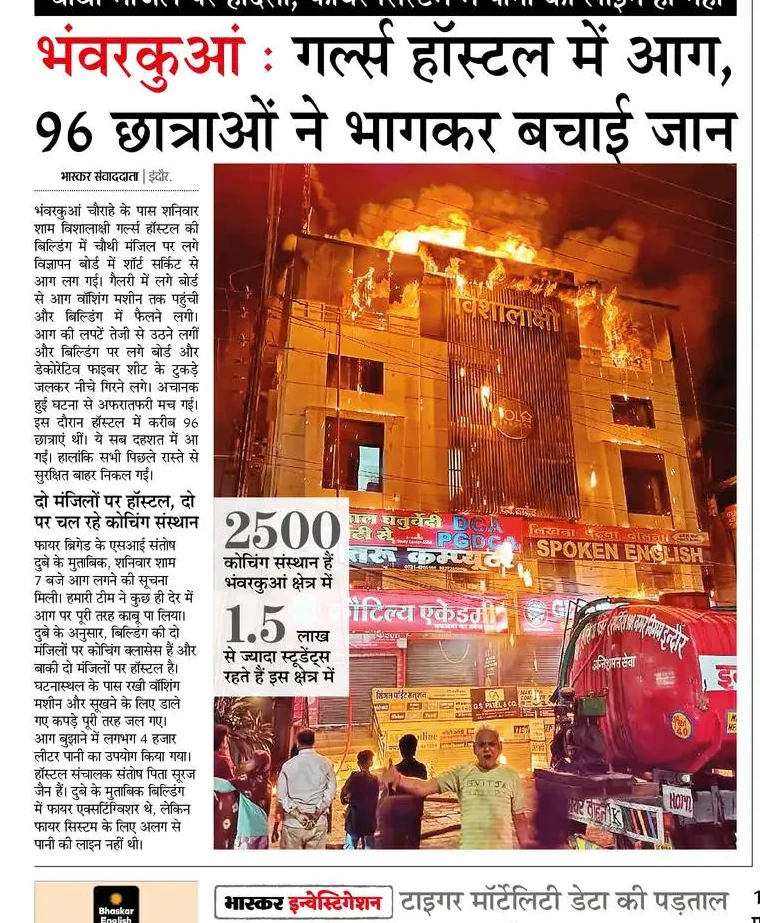 भंवरकुआं : गर्ल्स हॉस्टल में आग,
96 छात्राओं ने भागकर बचाई जान
भास्कर संवाददाता | इंदौर.
भंवरकुआं चौराहे के पास शनिवार
शाम विशालाक्षी गर्ल्स हॉस्टल की
बिल्डिंग में चौथी मंजिल पर लगे
विज्ञापन बोर्ड में शॉर्ट सर्किट से
आग लग गई। गैलरी में लगे बोर्ड
से आग वॉशिंग मशीन तक पहुंची
और बिल्डिंग में फैलने लगी।
आग की लपटें तेजी से उठने लगीं
और बिल्डिंग पर लगे बोर्ड और
डेकोरेटिव फाइबर शीट के टुकड़े
जलकर नीचे गिरने लगे। अचानक
हुई घटना से अफरातफरी मच गई।
इस दौरान हॉस्टल में करीब 96
छात्राएं थीं। ये सब दहशत में आ
गईं। हालांकि सभी पिछले रास्ते से
सुरक्षित बाहर निकल गईं।
दो मंजिलों पर हॉस्टल, दो
पर चल रहे कोचिंग संस्थान
फायर ब्रिगेड के एसआई संतोष
दुबे के मुताबिक, शनिवार शाम
7 बजे आग लगने की सूचना
मिली। हमारी टीम ने कुछ ही देर में
आग पर पूरी तरह काबू पा लिया।
दुबे के अनुसार, बिल्डिंग की दो
मंजिलों पर कोचिंग क्लासेस हैं और
बाकी दो मंजिलों पर हॉस्टल है।
घटनास्थल के पास रखी वॉशिंग
मशीन और सूखने के लिए डाले
गए कपड़े पूरी तरह जल गए।
आग बुझाने में लगभग 4 हजार
लीटर पानी का उपयोग किया गया।
हॉस्टल संचालक संतोष पिता सूरज
जैन हैं। दुबे के मुताबिक बिल्डिंग
में फायर एक्सटिंग्विशर थे, लेकिन
फायर सिस्टम के लिए अलग से
पानी की लाइन नहीं थी।
विशालाक्षी
2500
कोचिंग संस्थान हैं
भंवरकुआं क्षेत्र में
1.5 लाख
से ज्यादा स्टूडेंट्स
रहते हैं इस क्षेत्र में
चतुर्वेदी
DCA
PGDCA
लिखना पढ़ना बोलना
SPOKEN ENGLISH
कौटिल्य एकेडमी
G.S. PATEL & CO.
अग्निशमन सेवा
Bhaskar
English
भास्कर इन्वेस्टिगेशन
टाइगर मॉर्टेलिटी डेटा की पड़ताल